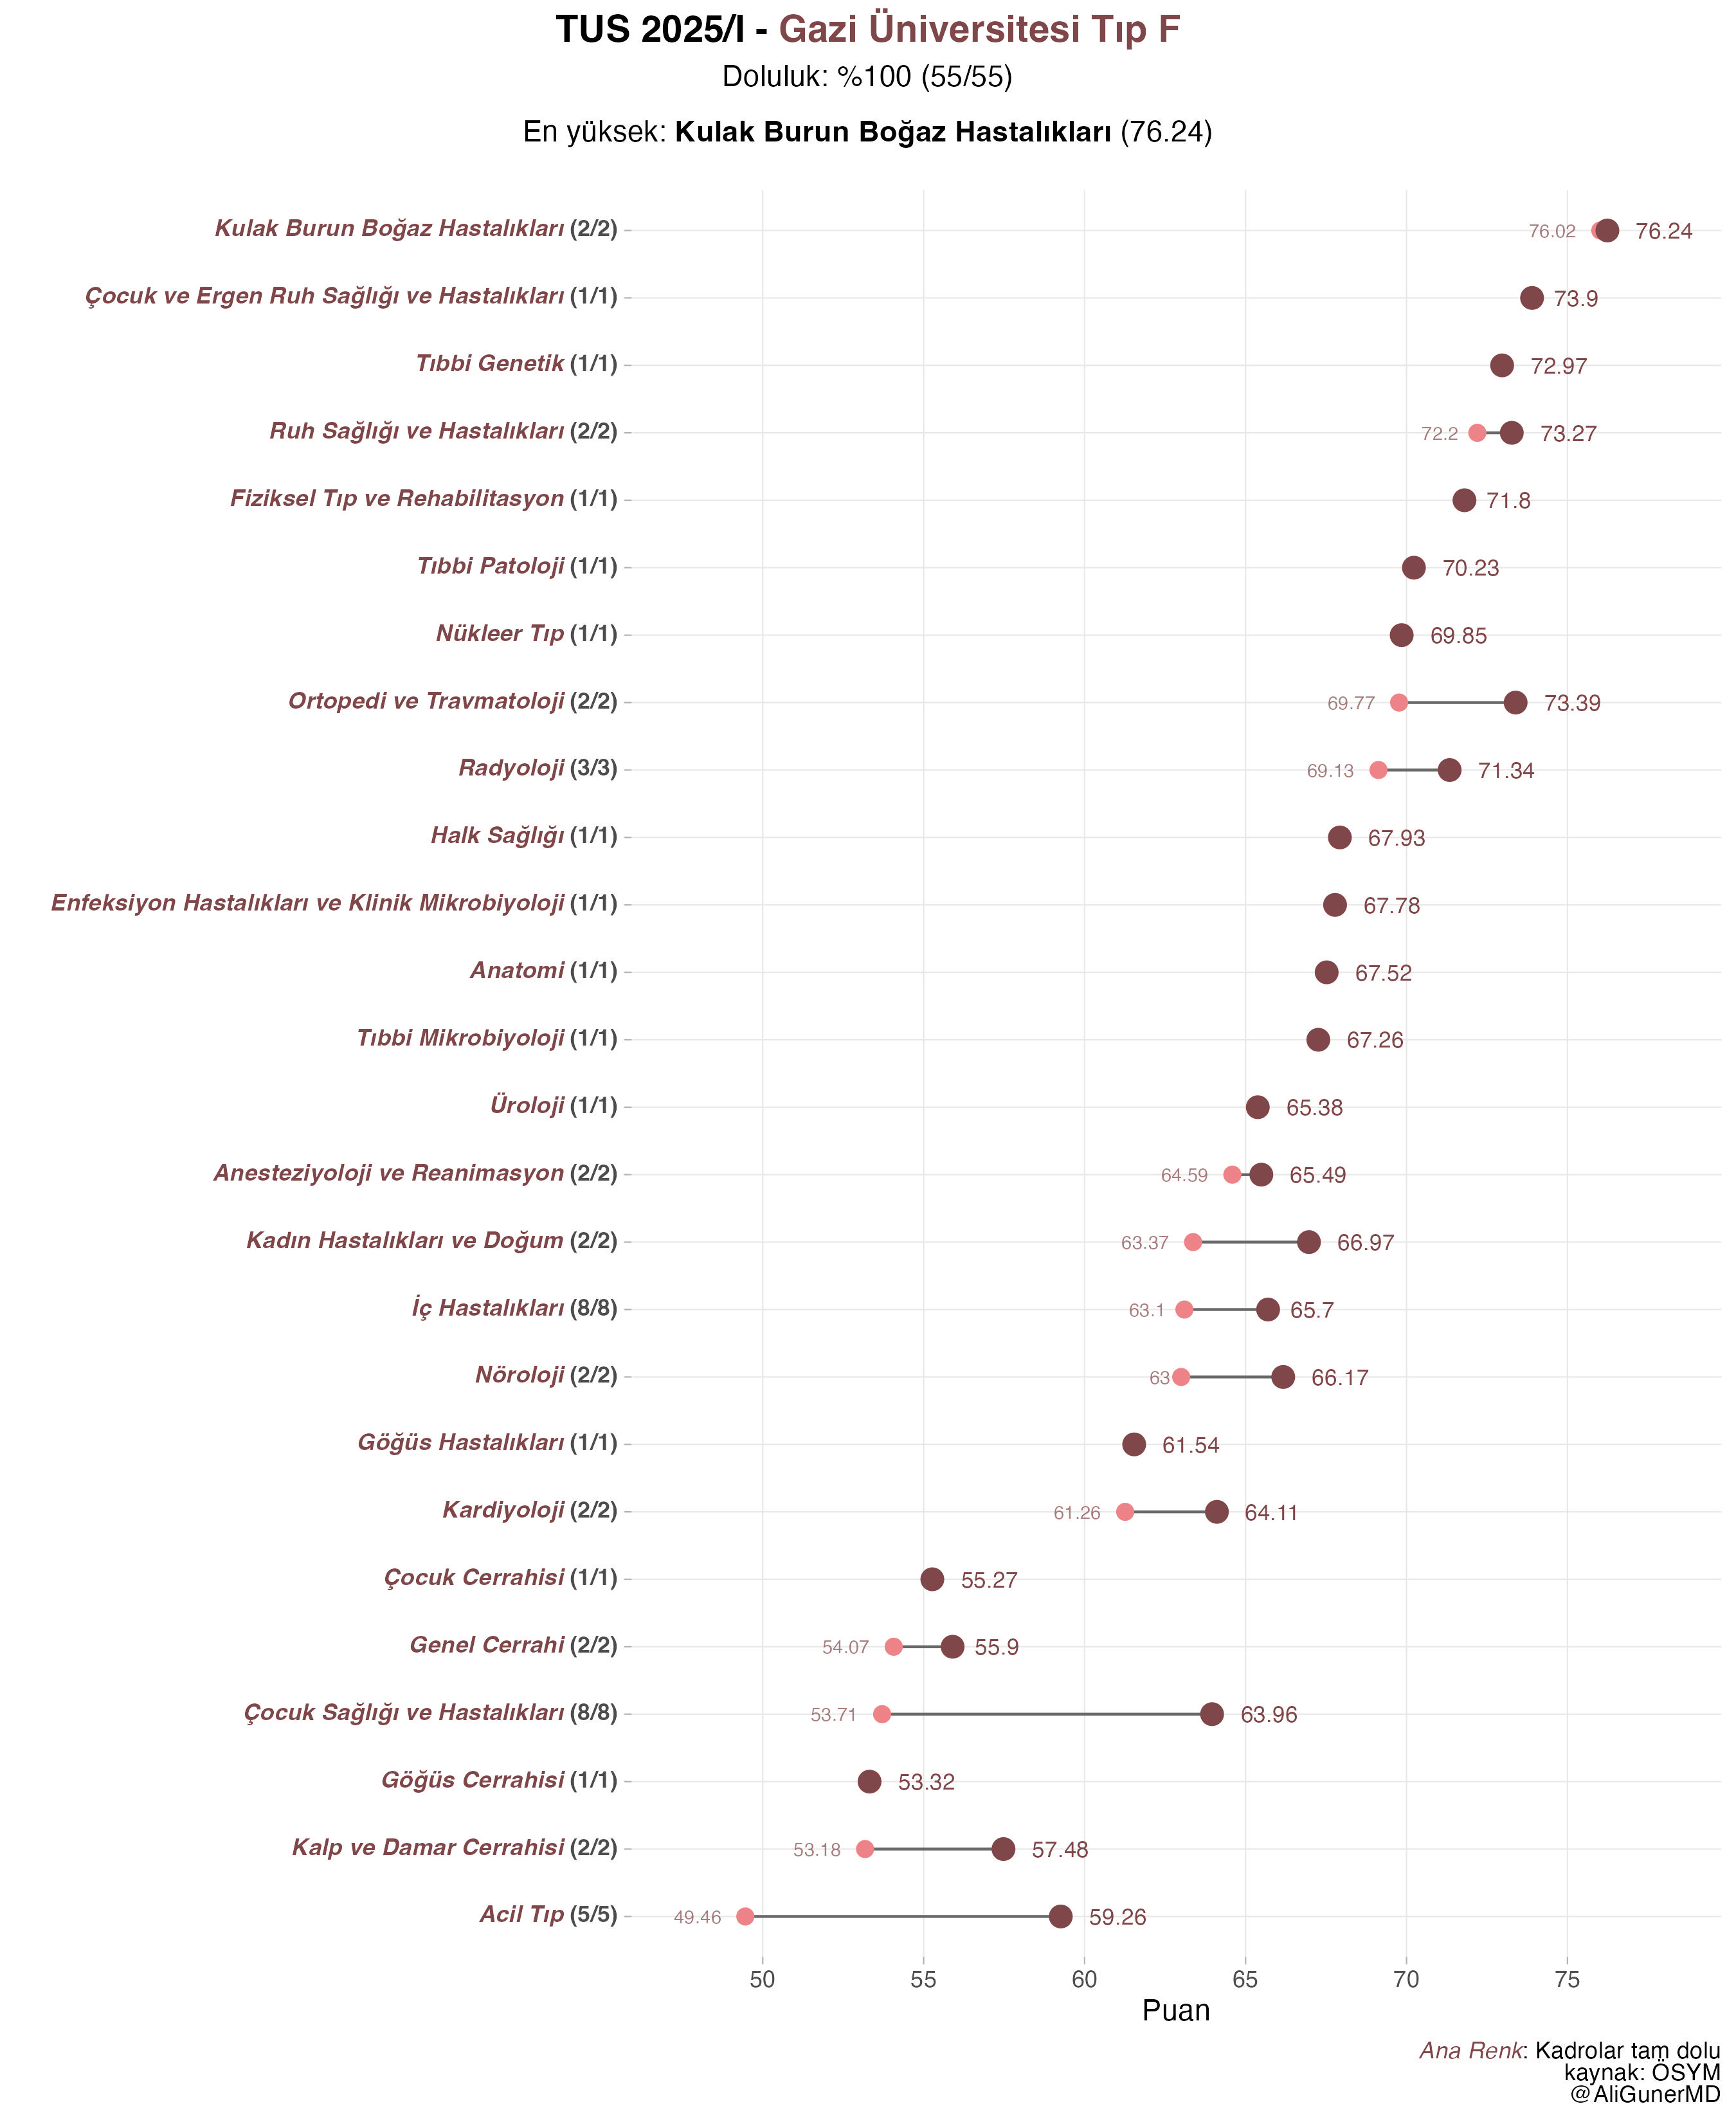 TUS 2025/I - Gazi Üniversitesi Tıp F
Doluluk: %100 (55/55)
En yüksek: Kulak Burun Boğaz Hastalıkları (76.24)
Kulak Burun Boğaz Hastalıkları (2/2) 76.02 76.24
Çocuk ve Ergen Ruh Sağlığı ve Hastalıkları (1/1) 73.9
Tıbbi Genetik (1/1) 72.97
Ruh Sağlığı ve Hastalıkları (2/2) 72.2 73.27
Fiziksel Tıp ve Rehabilitasyon (1/1) 71.8
Tıbbi Patoloji (1/1) 70.23
Nükleer Tıp (1/1) 69.85
Ortopedi ve Travmatoloji (2/2) 69.77 73.39
Radyoloji (3/3) 69.13 71.34
Halk Sağlığı (1/1) 67.93
Enfeksiyon Hastalıkları ve Klinik Mikrobiyoloji (1/1) 67.78
Anatomi (1/1) 67.52
Tıbbi Mikrobiyoloji (1/1) 67.26
Üroloji (1/1) 65.38
Anesteziyoloji ve Reanimasyon (2/2) 64.59 65.49
Kadın Hastalıkları ve Doğum (2/2) 63.37 66.97
İç Hastalıkları (8/8) 63.1 65.7
Nöroloji (2/2) 63 66.17
Göğüs Hastalıkları (1/1) 61.54
Kardiyoloji (2/2) 61.26 64.11
Çocuk Cerrahisi (1/1) 55.27
Genel Cerrahi (2/2) 54.07 55.9
Çocuk Sağlığı ve Hastalıkları (8/8) 53.71 63.96
Göğüs Cerrahisi (1/1) 53.32
Kalp ve Damar Cerrahisi (2/2) 53.18 57.48
Acil Tıp (5/5) 49.46 59.26
50 55 60 65 70 75
Puan
Ana Renk: Kadrolar tam dolu
kaynak: ÖSYM
@AliGunerMD